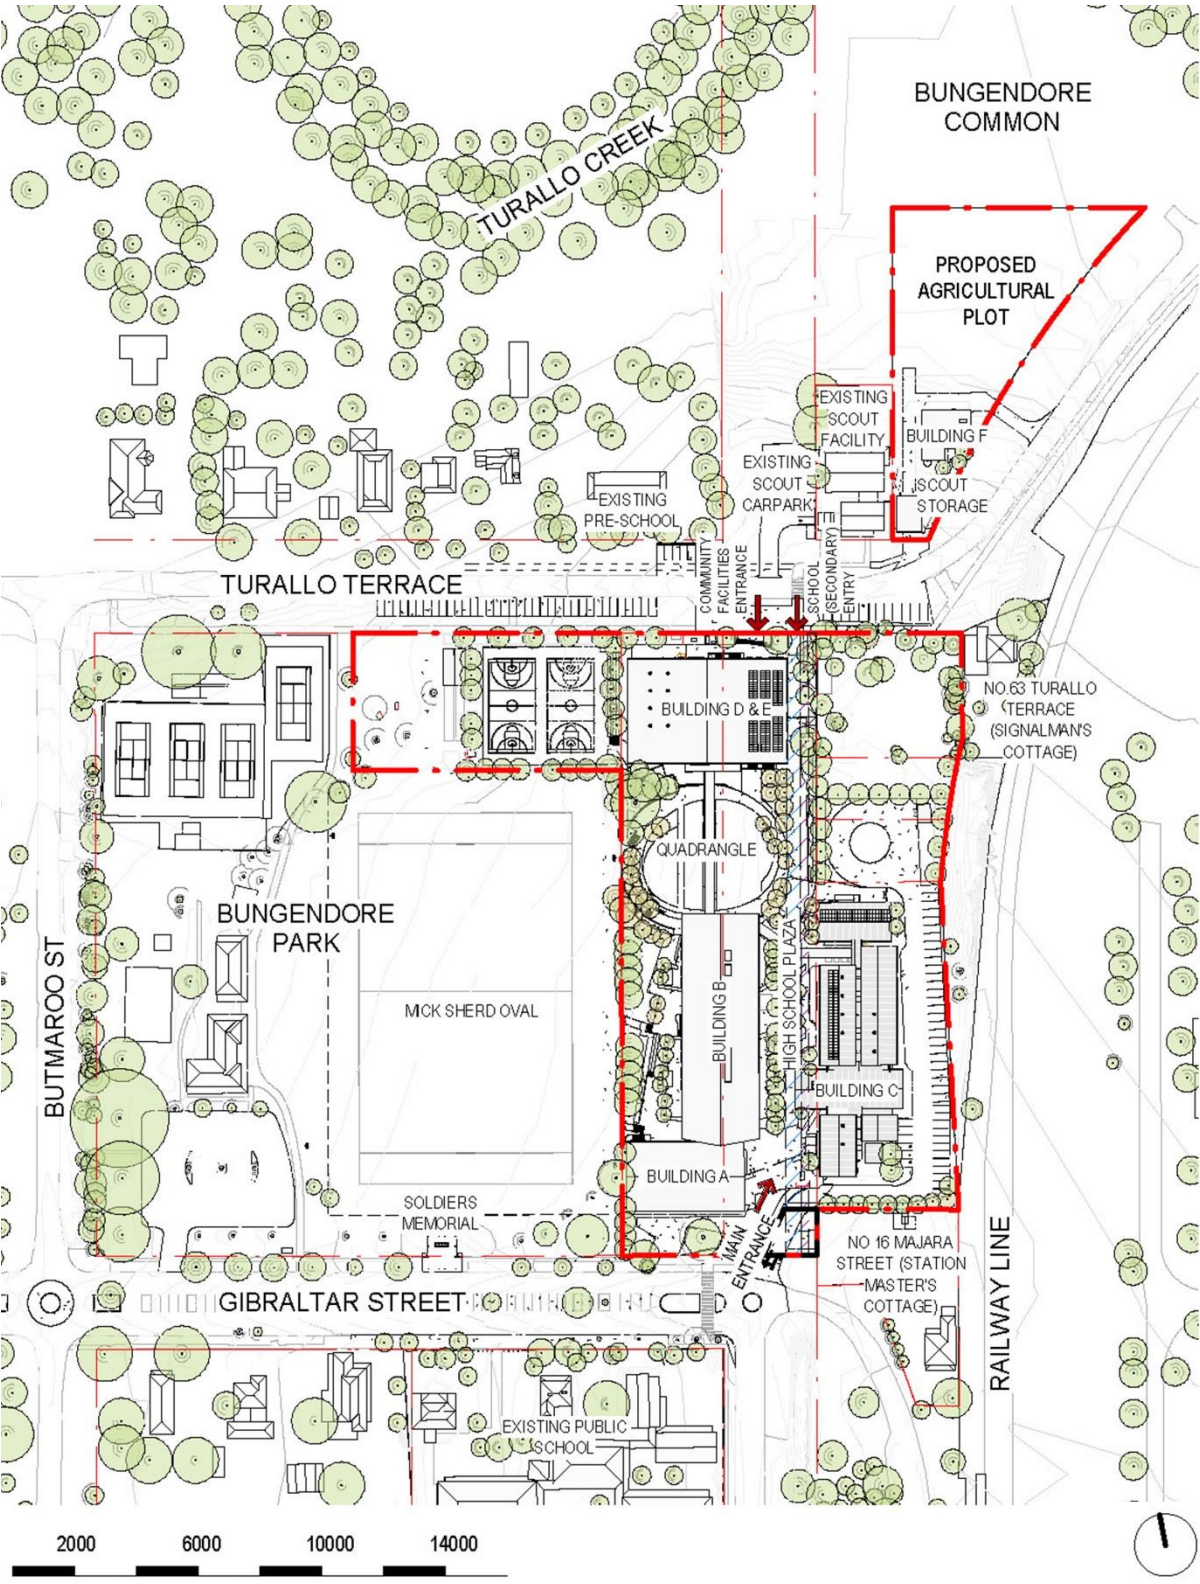 BUNGENDORE
COMMON
TURALLO CREEK
PROPOSED
AGRICULTURAL
PLOT
EXISTING
SCOUT
FACILITY
BUILDING F
EXISTING
SCOUT
CARPARK
SCOUT
STORAGE
EXISTING
PRE-SCHOOL
TURALLO TERRACE
COMMUNITY
FACILITIES
ENTRANCE
SCHOOL
(SECONDARY)
ENTRY
BUILDING D & E
NO.63 TURALLO
TERRACE
(SIGNALMAN'S
COTTAGE)
QUADRANGLE
BUNGENDORE
PARK
BUTMAROO ST
MICK SHERD OVAL
BUILDING B
HIGH SCHOOL PLAZA
BUILDING C
BUILDING A
SOLDIERS
MEMORIAL
MAIN
ENTRANCE
NO 16 MAJARA
STREET (STATION
MASTER'S
COTTAGE)
RAILWAY LINE
GIBRALTAR STREET
EXISTING PUBLIC
SCHOOL
2000 6000 10000 14000